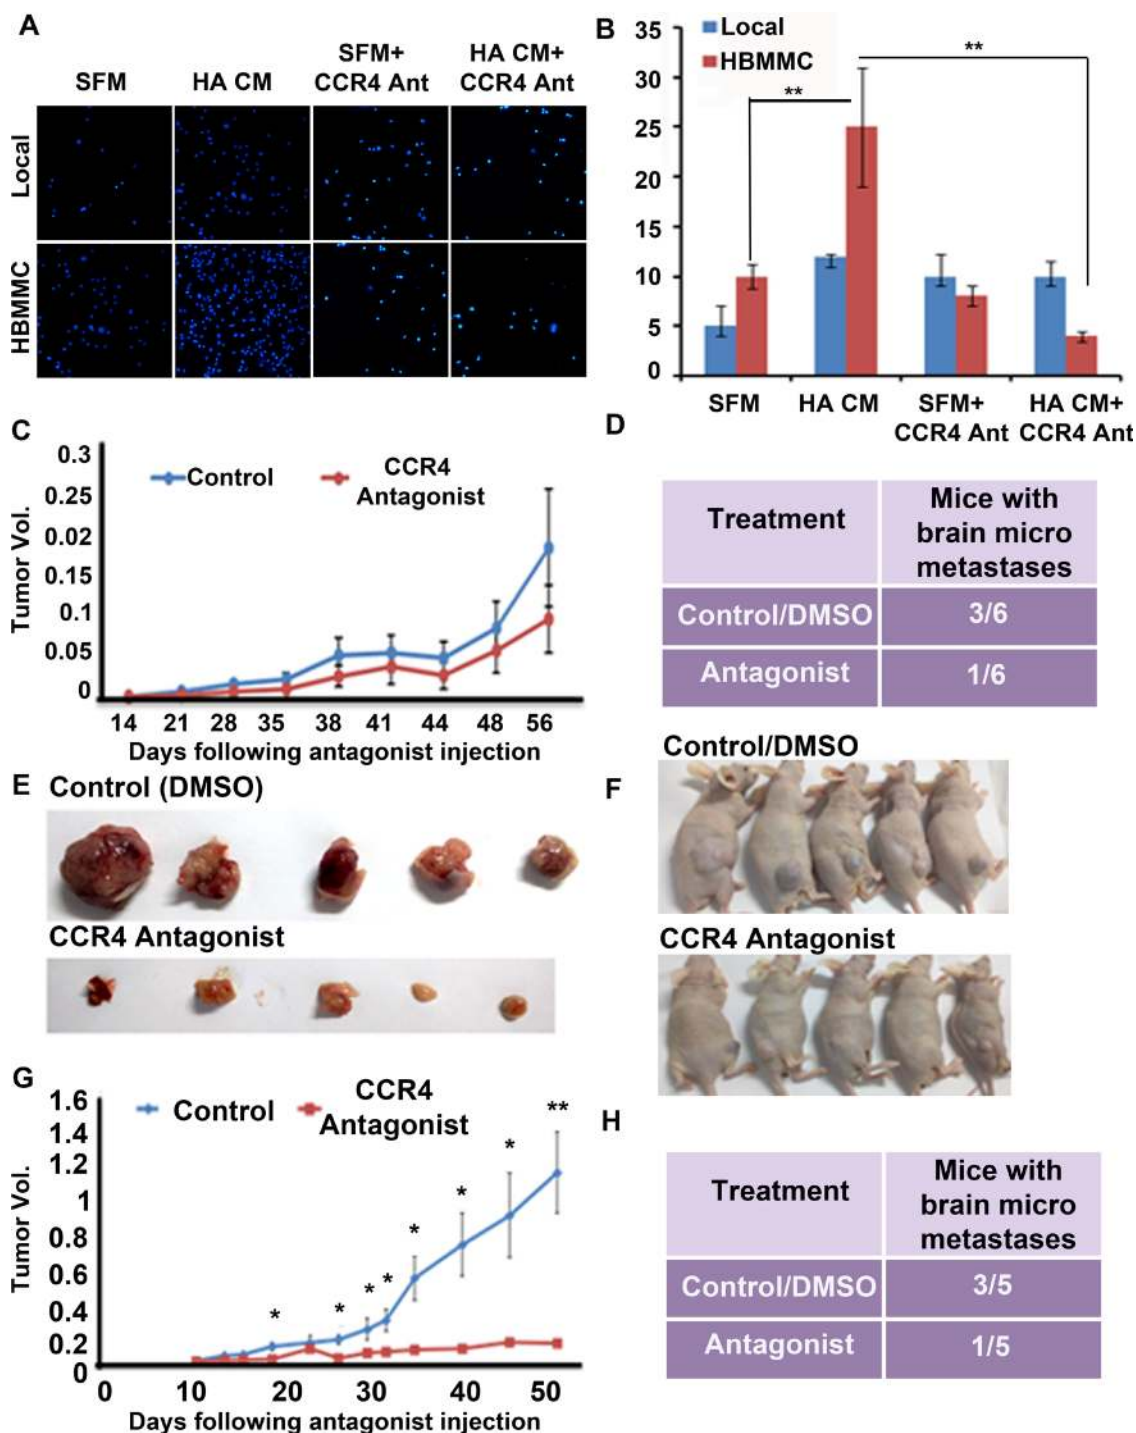 A
SFM
HA CM
SFM+
CCR4 Ant
HA CM+
CCR4 Ant
Local
HBMMC
B
Local
HBMMC
**
**
35
30
25
20
15
10
5
0
SFM
HA CM
SFM+
CCR4 Ant
HA CM+
CCR4 Ant
C
Control
CCR4
Antagonist
Tumor Vol.
0.3
0.25
0.02
0.15
0.1
0.05
0
14 21 28 35 38 41 44 48 56
Days following antagonist injection
D
Treatment
Mice with
brain micro
metastases
Control/DMSO 3/6
Antagonist 1/6
E
Control (DMSO)
CCR4 Antagonist
F
Control/DMSO
CCR4 Antagonist
G
Control
CCR4
Antagonist
Tumor Vol.
1.6
1.4
1.2
1
0.8
0.6
0.4
0.2
0
* * * * * * * **
0 10 20 30 40 50
Days following antagonist injection
H
Treatment
Mice with
brain micro
metastases
Control/DMSO 3/5
Antagonist 1/5